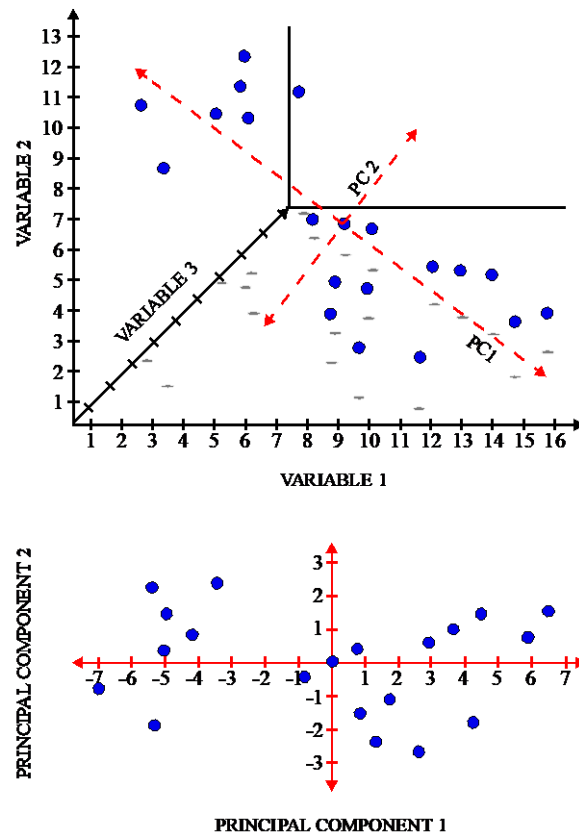 13
12
11
10
9
8
7
6
5
4
3
2
1
VARIABLE 2
VARIABLE 3
PC 2
PC1
1 2 3 4 5 6 7 8 9 10 11 12 13 14 15 16
VARIABLE 1
PRINCIPAL COMPONENT 2
3
2
1
-7 -6 -5 -4 -3 -2 -1 1 2 3 4 5 6 7
-1
-2
-3
PRINCIPAL COMPONENT 1